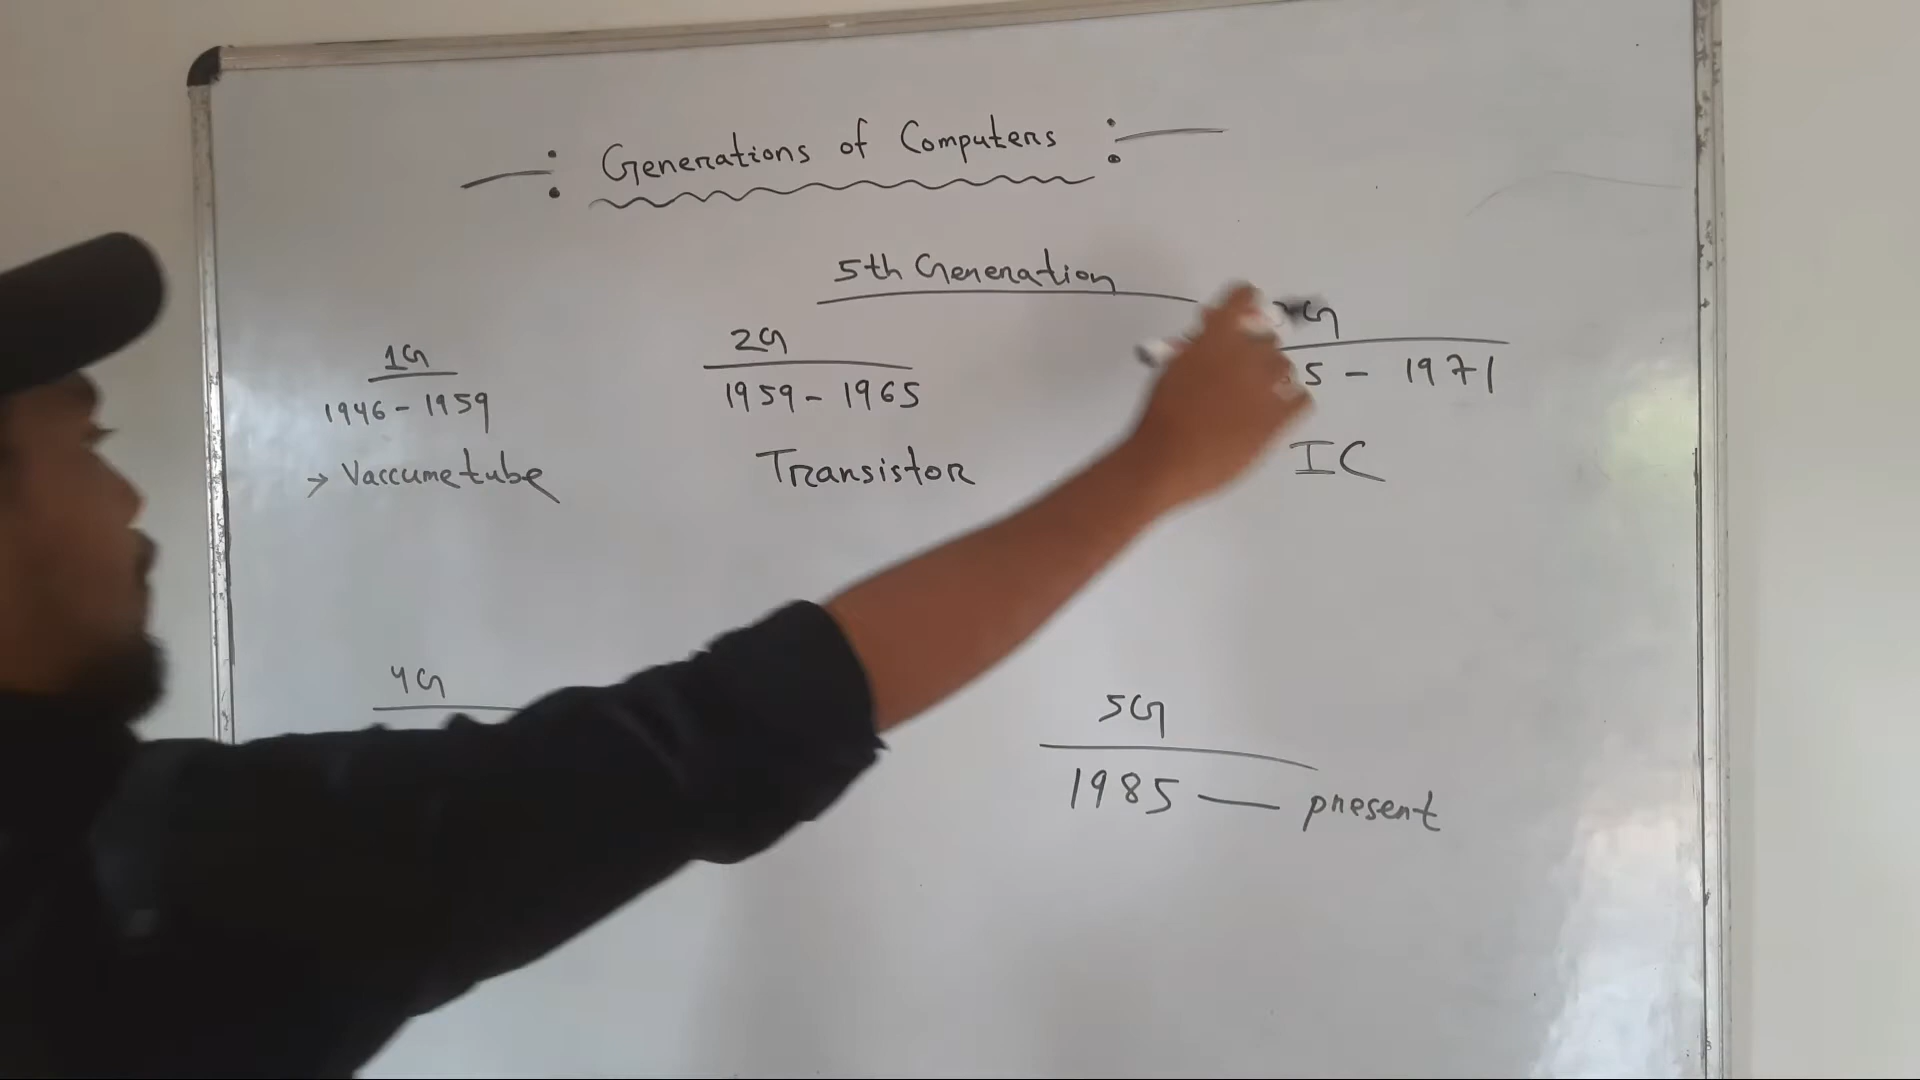 Generations of Computers
5th Generation
1G
1946 - 1959
→ Vaccumetube
2G
1959 - 1965
Transistor
G
5 - 1971
IC
4G
5G
1985 — present